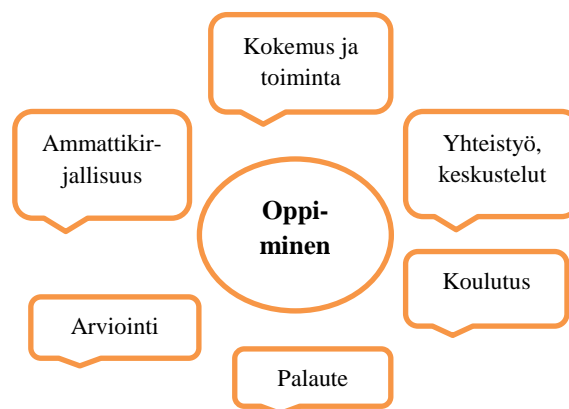 Kokemus ja
toiminta
Ammattikir-
jallisuus
Yhteistyö,
keskustelut
Oppi-
minen
Koulutus
Arviointi
Palaute